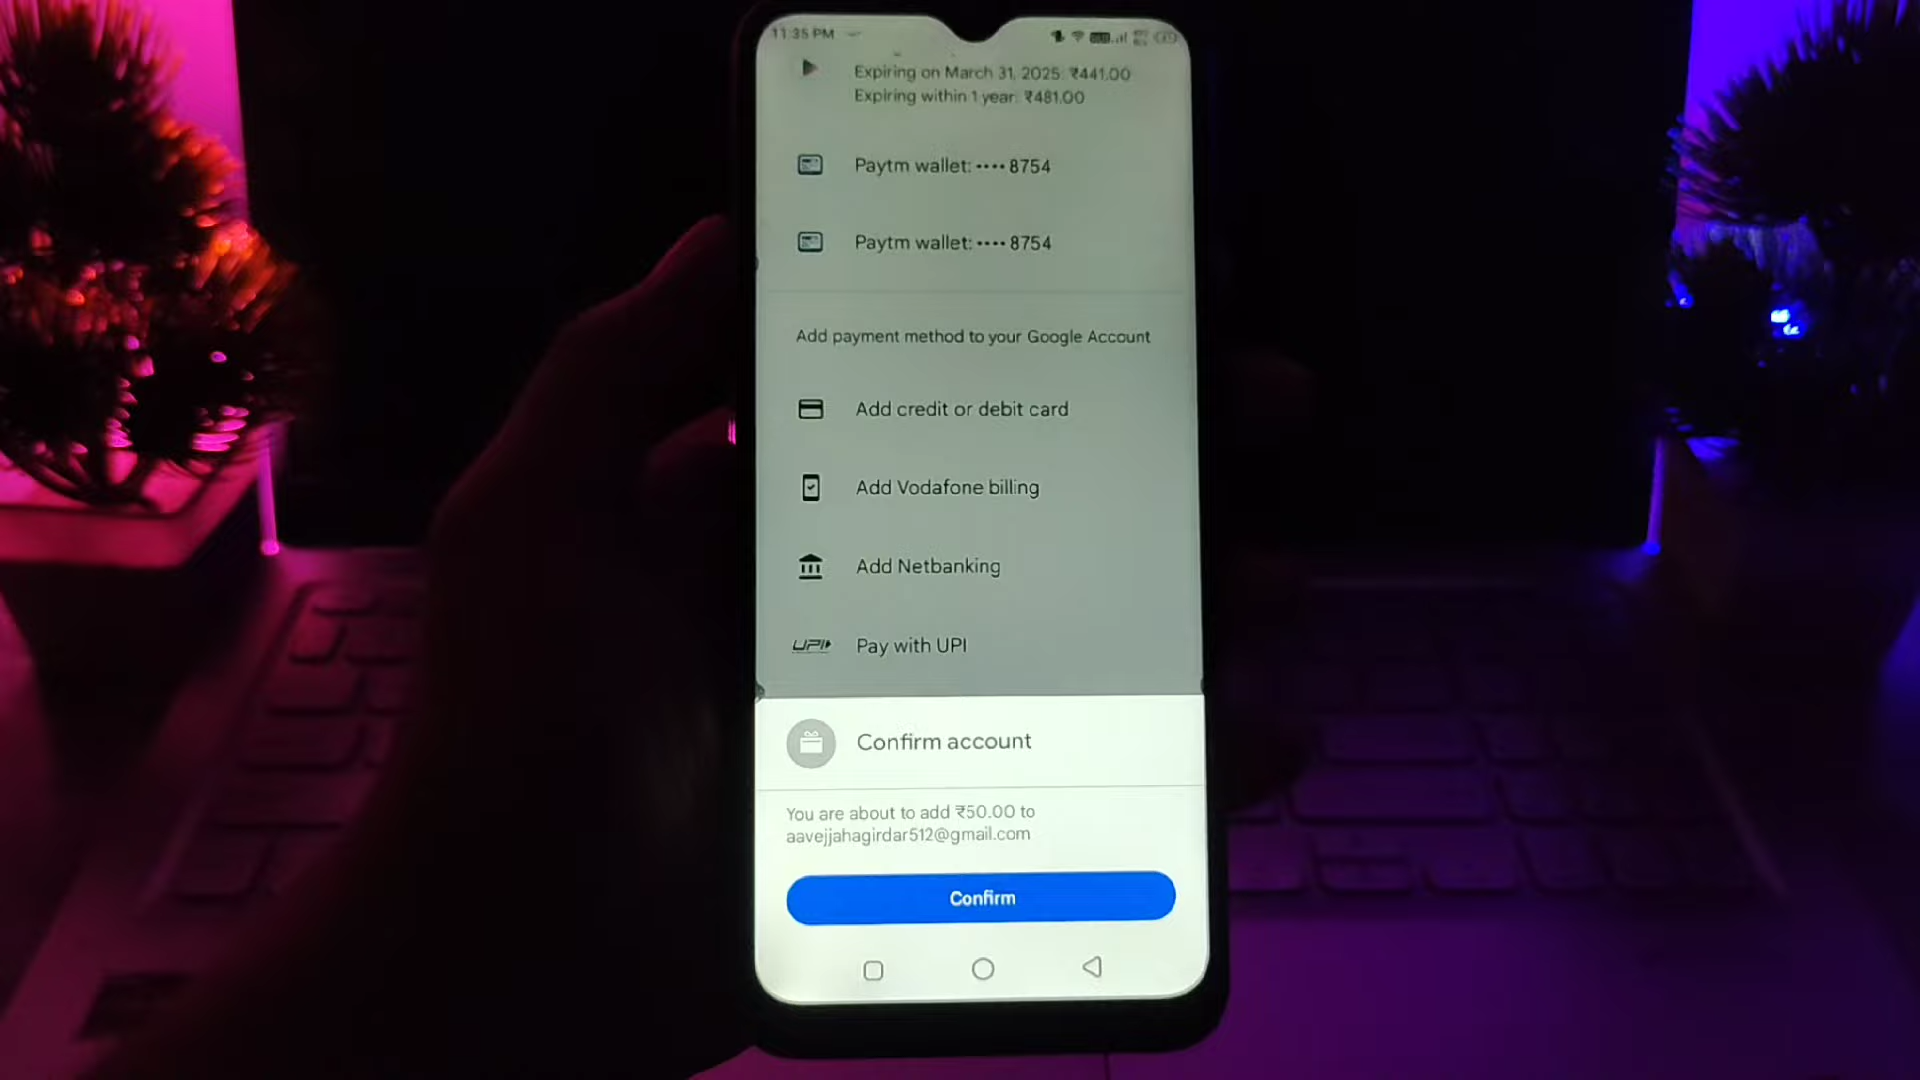 11:35 PM
Expiring on March 31, 2025: ₹441.00
Expiring within 1 year: ₹481.00
Paytm wallet: •••• 8754
Paytm wallet: •••• 8754
Add payment method to your Google Account
Add credit or debit card
Add Vodafone billing
Add Netbanking
UPI Pay with UPI
Confirm account
You are about to add ₹50.00 to
aavejjahagirdar512@gmail.com
Confirm